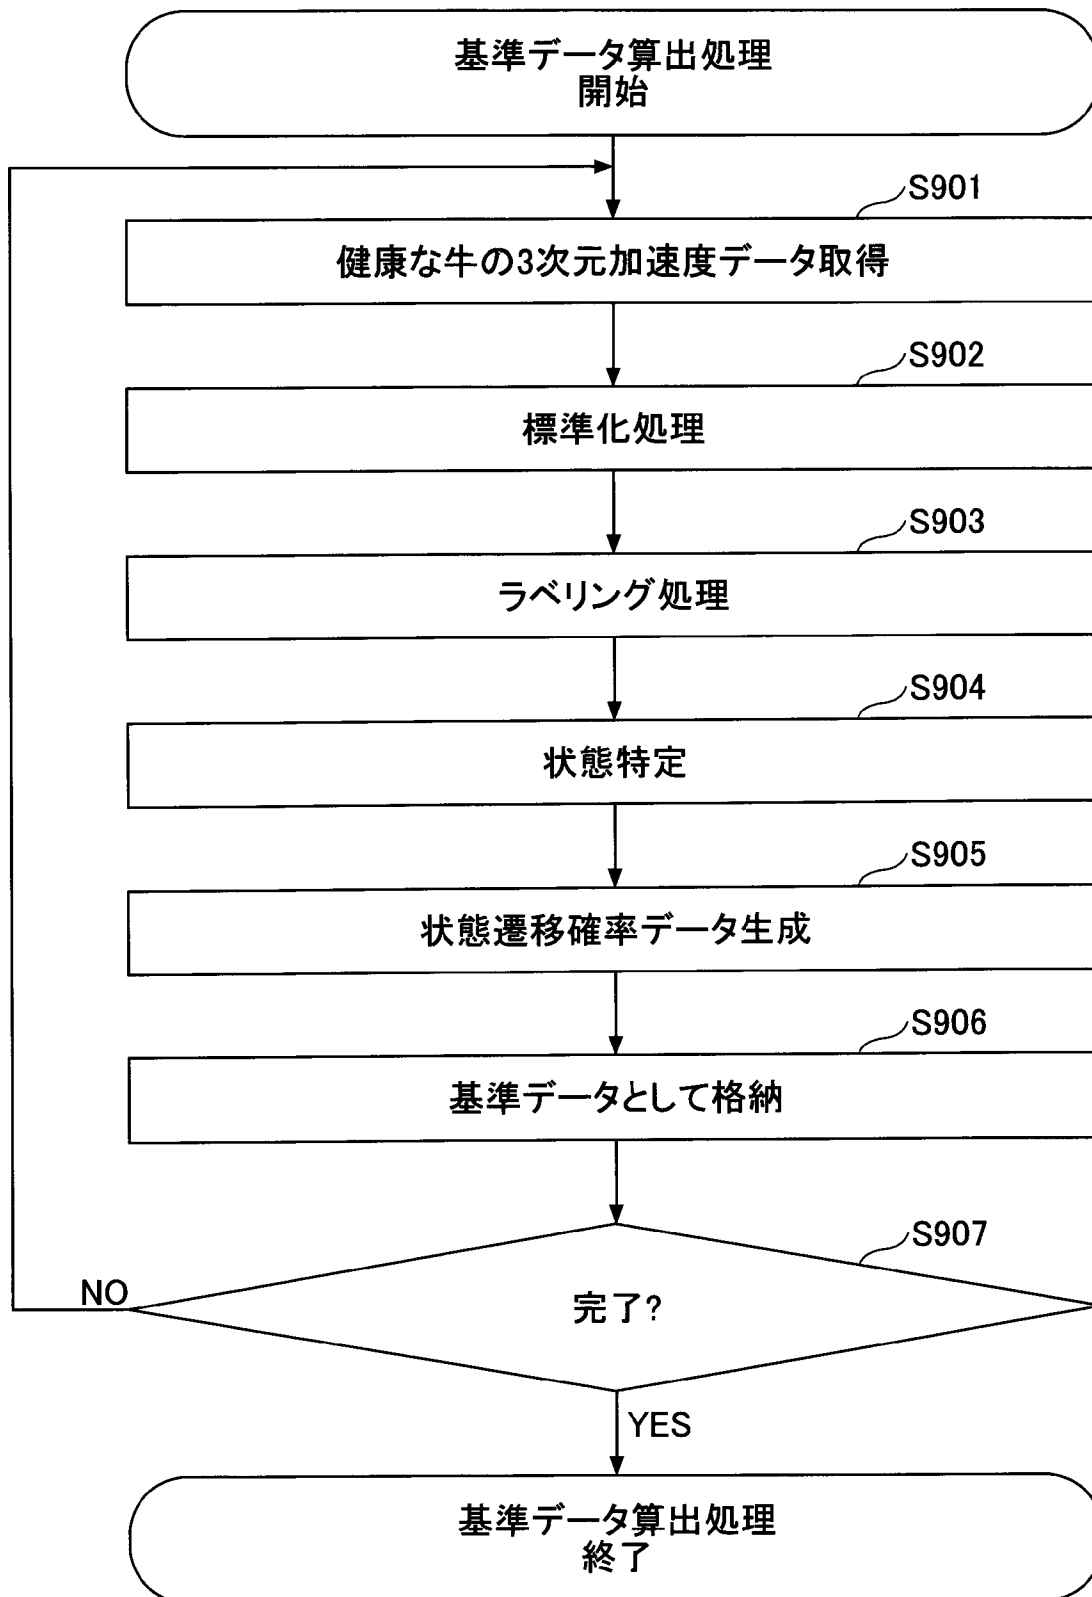 基準データ算出処理
開始
S901
健康な牛の3次元加速度データ取得
S902
標準化処理
S903
ラベリング処理
S904
状態特定
S905
状態遷移確率データ生成
S906
基準データとして格納
S907
NO
完了?
YES
基準データ算出処理
終了